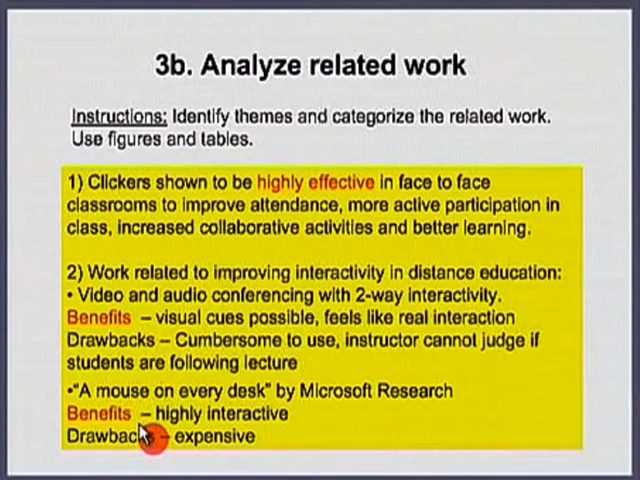 3b. Analyze related work
Instructions: Identify themes and categorize the related work.
Use figures and tables.
1) Clickers shown to be highly effective in face to face
classrooms to improve attendance, more active participation in
class, increased collaborative activities and better learning.
2) Work related to improving interactivity in distance education:
• Video and audio conferencing with 2-way interactivity.
Benefits – visual cues possible, feels like real interaction
Drawbacks – Cumbersome to use, instructor cannot judge if
students are following lecture
•"A mouse on every desk" by Microsoft Research
Benefits – highly interactive
Drawbacks – expensive